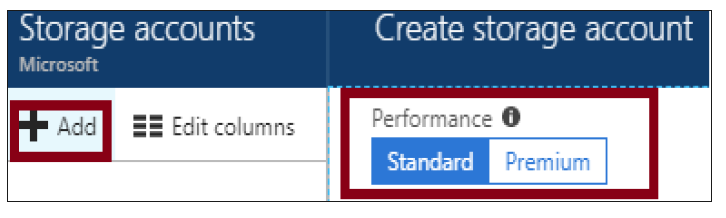 Storage accounts
Microsoft
Add
Edit columns
Create storage account
Performance
Standard
Premium